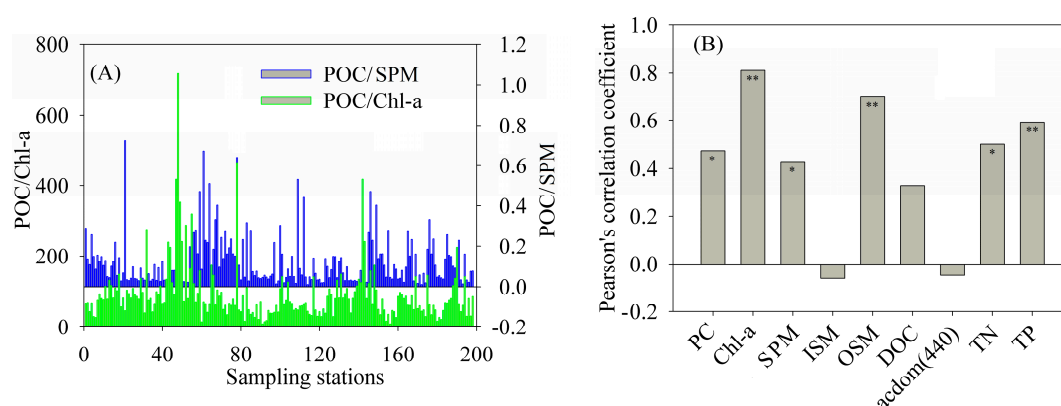 (A)
POC/SPM
POC/Chl-a
800
600
400
200
0
POC/Chl-a
1.2
1.0
0.8
0.6
0.4
0.2
0.0
-0.2
POC/SPM
0
40
80
120
160
200
Sampling stations
(B)
Pearson's correlation coefficient
1.0
0.8
0.6
0.4
0.2
-0.0
-0.2
*
**
*
**
*
**
PC
Chl-a
SPM
ISM
OSM
DOC
acdom(440)
TN
TP